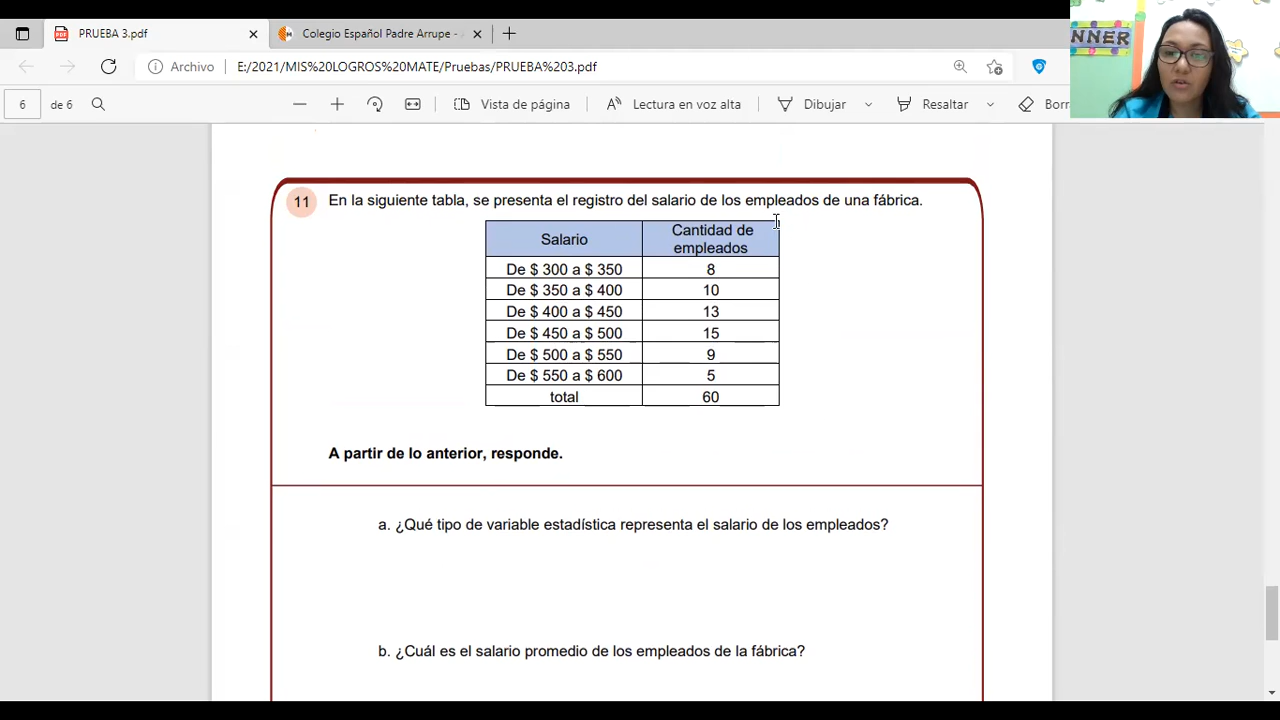 PRUEBA 3.pdf
Colegio Español Padre Arrupe -
Archivo
E:/2021/MIS%20LOGROS%20MATE/Pruebas/PRUEBA%203.pdf
6
de 6
Vista de página
Lectura en voz alta
Dibujar
Resaltar
Borra
NNER
11
En la siguiente tabla, se presenta el registro del salario de los empleados de una fábrica.
Salario
Cantidad de
empleados
De $ 300 a $ 350 8
De $ 350 a $ 400 10
De $ 400 a $ 450 13
De $ 450 a $ 500 15
De $ 500 a $ 550 9
De $ 550 a $ 600 5
total 60
A partir de lo anterior, responde.
a. ¿Qué tipo de variable estadística representa el salario de los empleados?
b. ¿Cuál es el salario promedio de los empleados de la fábrica?